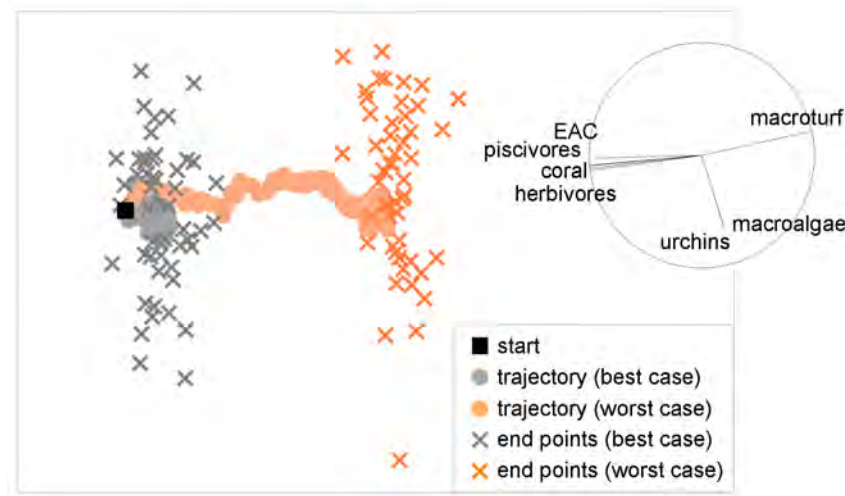 macroturf
EAC
piscivores
coral
herbivores
macroalgae
urchins
start
trajectory (best case)
trajectory (worst case)
end points (best case)
end points (worst case)